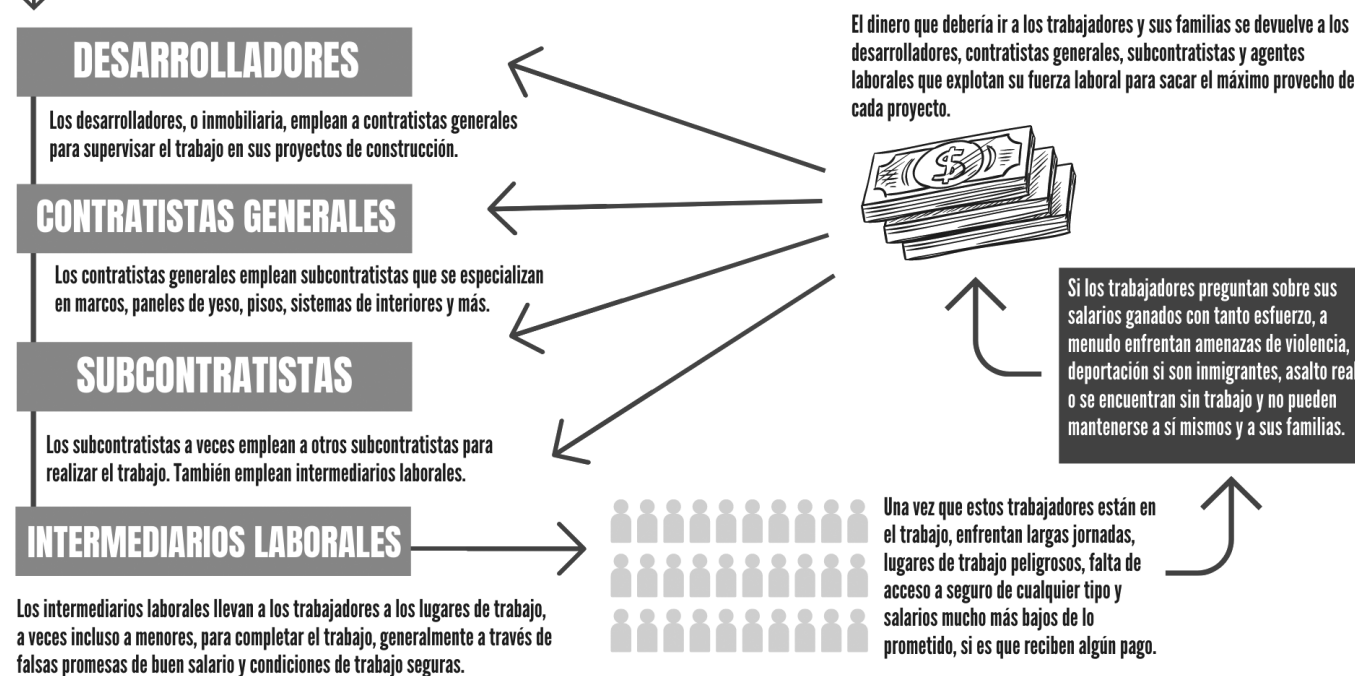 DESARROLLADORES
Los desarrolladores, o inmobiliaria, emplean a contratistas generales
para supervisar el trabajo en sus proyectos de construcción.
CONTRATISTAS GENERALES
Los contratistas generales emplean subcontratistas que se especializan
en marcos, paneles de yeso, pisos, sistemas de interiores y más.
SUBCONTRATISTAS
Los subcontratistas a veces emplean a otros subcontratistas para
realizar el trabajo. También emplean intermediarios laborales.
INTERMEDIARIOS LABORALES
Los intermediarios laborales llevan a los trabajadores a los lugares de trabajo,
a veces incluso a menores, para completar el trabajo, generalmente a través de
falsas promesas de buen salario y condiciones de trabajo seguras.
Una vez que estos trabajadores están en
el trabajo, enfrentan largas jornadas,
lugares de trabajo peligrosos, falta de
acceso a seguro de cualquier tipo y
salarios mucho más bajos de lo
prometido, si es que reciben algún pago.
Si los trabajadores preguntan sobre sus
salarios ganados con tanto esfuerzo, a
menudo enfrentan amenazas de violencia,
deportación si son inmigrantes, asalto real
o se encuentran sin trabajo y no pueden
mantenerse a sí mismos y a sus familias.
El dinero que debería ir a los trabajadores y sus familias se devuelve a los
desarrolladores, contratistas generales, subcontratistas y agentes
laborales que explotan su fuerza laboral para sacar el máximo provecho de
cada proyecto.
$